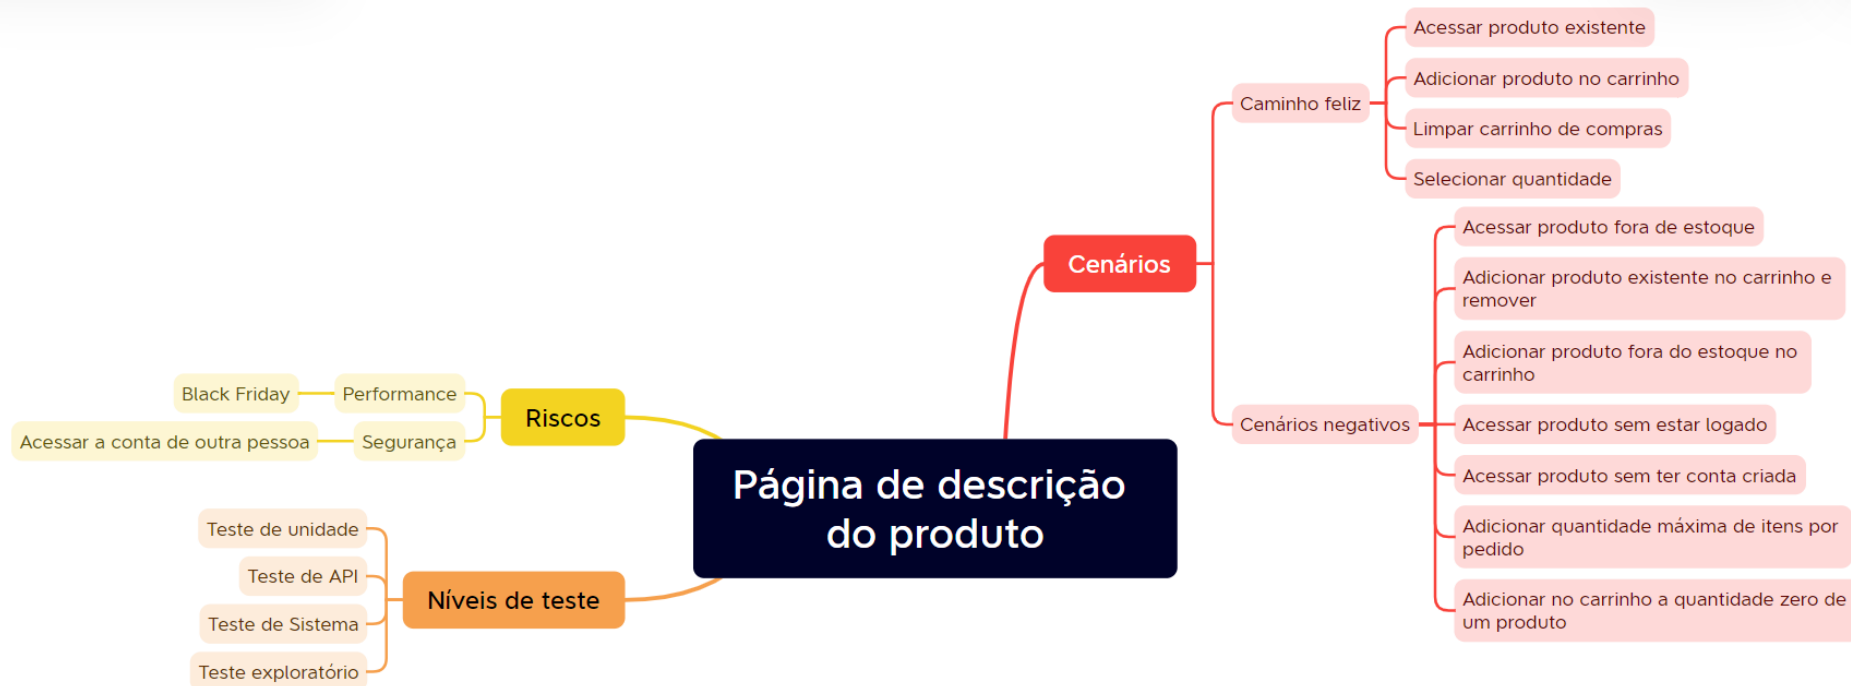 Página de descrição
do produto
Cenários
Caminho feliz
Acessar produto existente
Adicionar produto no carrinho
Limpar carrinho de compras
Selecionar quantidade
Cenários negativos
Acessar produto fora de estoque
Adicionar produto existente no carrinho e
remover
Adicionar produto fora do estoque no
carrinho
Acessar produto sem estar logado
Acessar produto sem ter conta criada
Adicionar quantidade máxima de itens por
pedido
Adicionar no carrinho a quantidade zero de
um produto
Riscos
Performance
Black Friday
Segurança
Acessar a conta de outra pessoa
Níveis de teste
Teste de unidade
Teste de API
Teste de Sistema
Teste exploratório